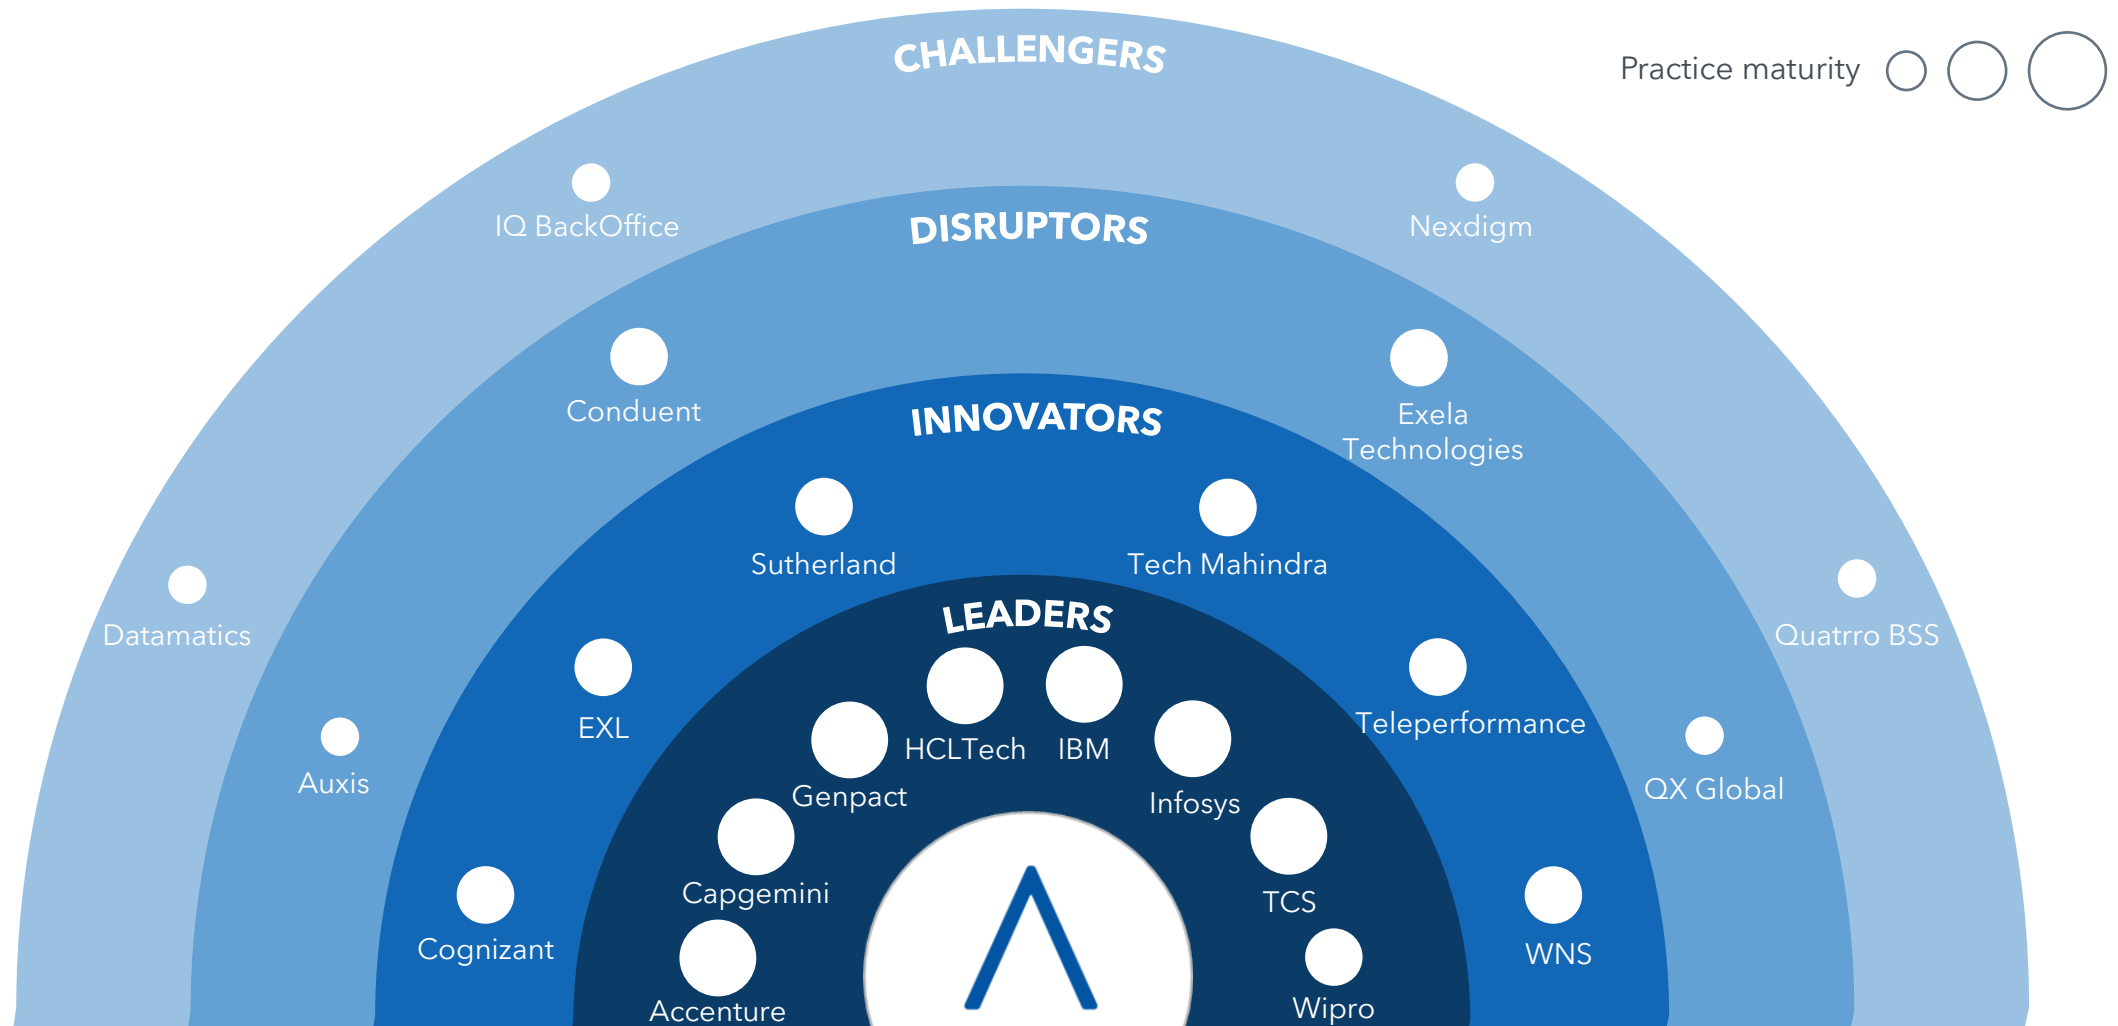 CHALLENGERS
Practice maturity
IQ BackOffice
Nexdigm
DISRUPTORS
Conduent
Exela
Technologies
INNOVATORS
Sutherland
Tech Mahindra
LEADERS
Datamatics
Quatrro BSS
EXL
Teleperformance
HCLTech
IBM
Auxis
Genpact
Infosys
QX Global
Capgemini
TCS
Cognizant
WNS
Accenture
Wipro